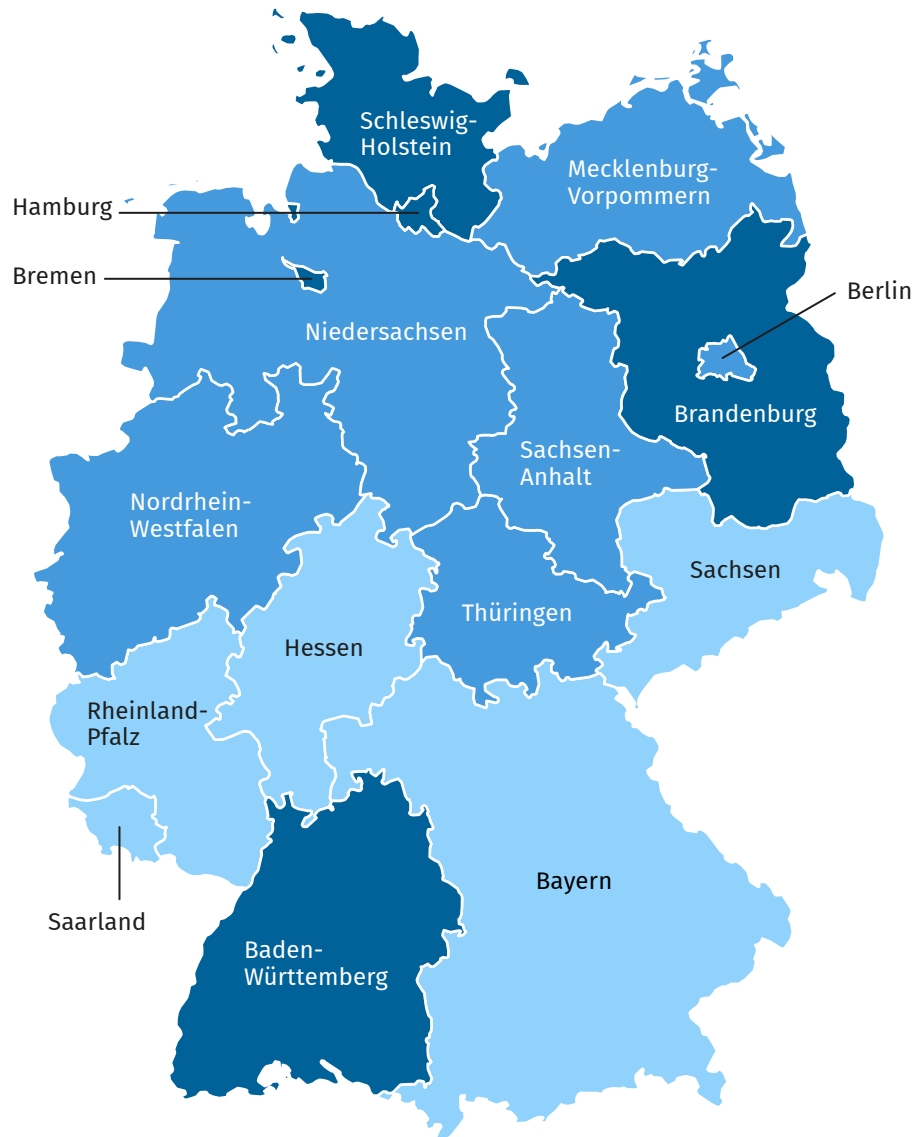 Schleswig-
Holstein
Mecklenburg-
Vorpommern
Hamburg
Bremen
Berlin
Niedersachsen
Brandenburg
Sachsen-
Anhalt
Nordrhein-
Westfalen
Sachsen
Thüringen
Hessen
Rheinland-
Pfalz
Bayern
Saarland
Baden-
Württemberg